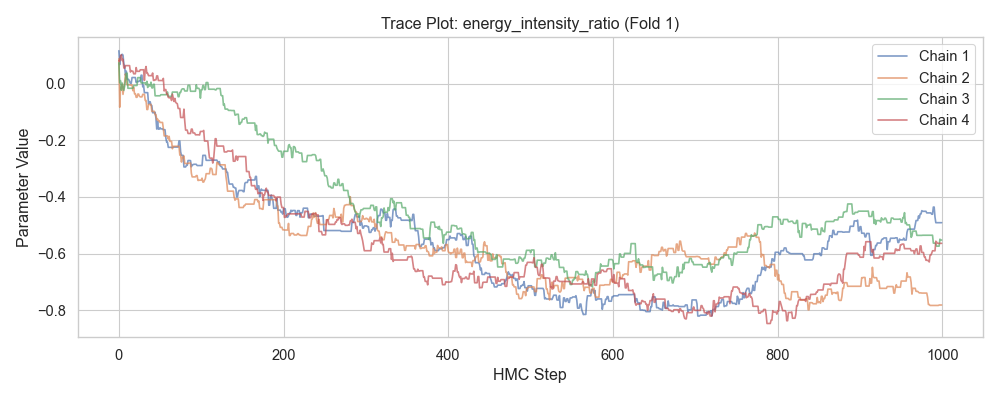 Trace Plot: energy_intensity_ratio (Fold 1)
Chain 1
Chain 2
Chain 3
Chain 4
Parameter Value
0.0
−0.2
−0.4
−0.6
−0.8
0
200
400
600
800
1000
HMC Step